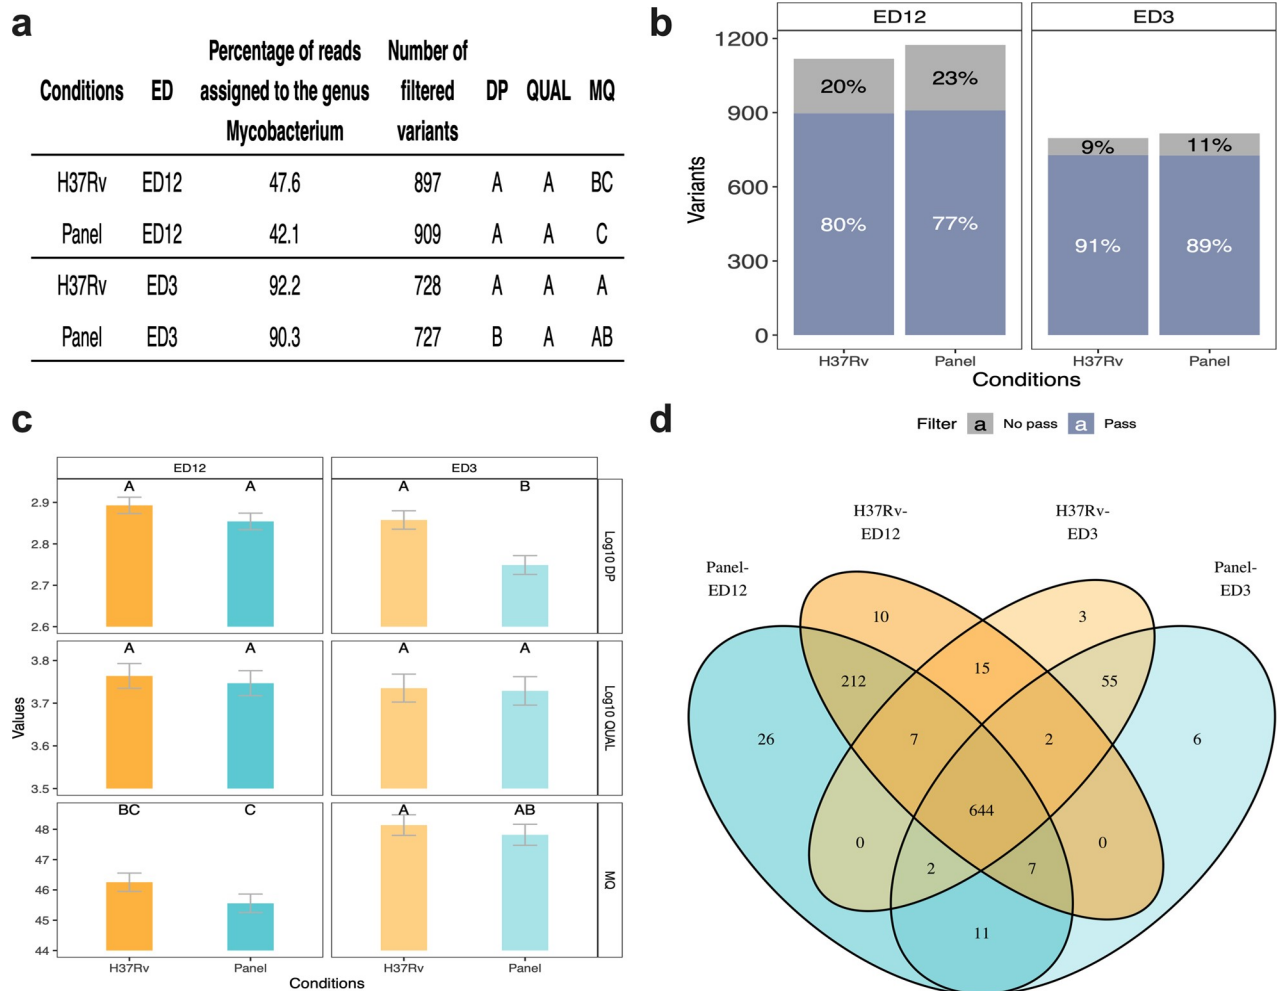 a
Percentage of reads Number of
Conditions ED assigned to the genus filtered DP QUAL MQ
Mycobacterium variants
H37Rv ED12 47.6 897 A A BC
Panel ED12 42.1 909 A A C
H37Rv ED3 92.2 728 A A A
Panel ED3 90.3 727 B A AB
b
ED12 ED3
1200
900
600
300
0
Variants
20% 23% 9% 11%
80% 77% 91% 89%
H37Rv Panel H37Rv Panel
Conditions
Filter a No pass a Pass
c
ED12 ED3
A A A B
2.9
2.8
2.7
2.6
Log10 DP
A A A A
3.8
3.7
3.6
3.5
Log10 QUAL
Values
BC C A AB
48
47
46
45
44
MQ
H37Rv Panel H37Rv Panel
Conditions
d
H37Rv-
ED12
H37Rv-
ED3
Panel-
ED12
Panel-
ED3
10 3
15
212 55
26 7 2 6
644
0 0
2 7
11